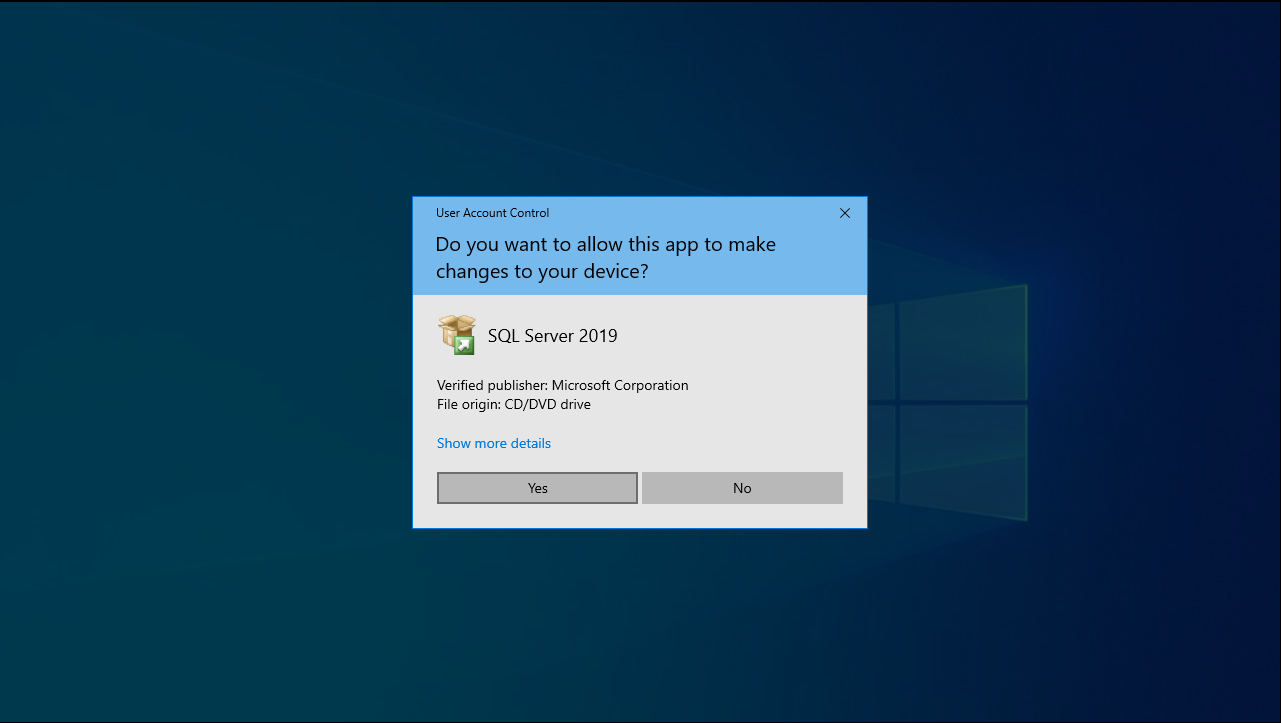 User Account Control
Do you want to allow this app to make
changes to your device?
SQL Server 2019
Verified publisher: Microsoft Corporation
File origin: CD/DVD drive
Show more details
Yes
No